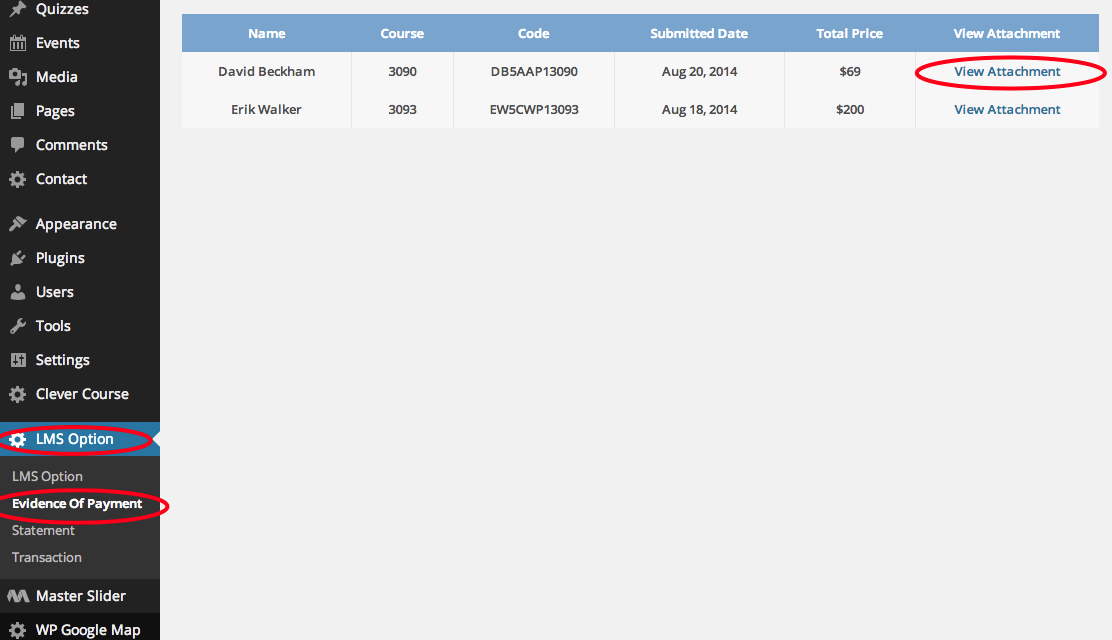 Quizzes
Events
Media
Pages
Comments
Contact
Appearance
Plugins
Users
Tools
Settings
Clever Course
LMS Option
LMS Option
Evidence Of Payment
Statement
Transaction
Master Slider
WP Google Map
Name Course Code Submitted Date Total Price View Attachment
David Beckham 3090 DB5AAP13090 Aug 20, 2014 $69 View Attachment
Erik Walker 3093 EW5CWP13093 Aug 18, 2014 $200 View Attachment